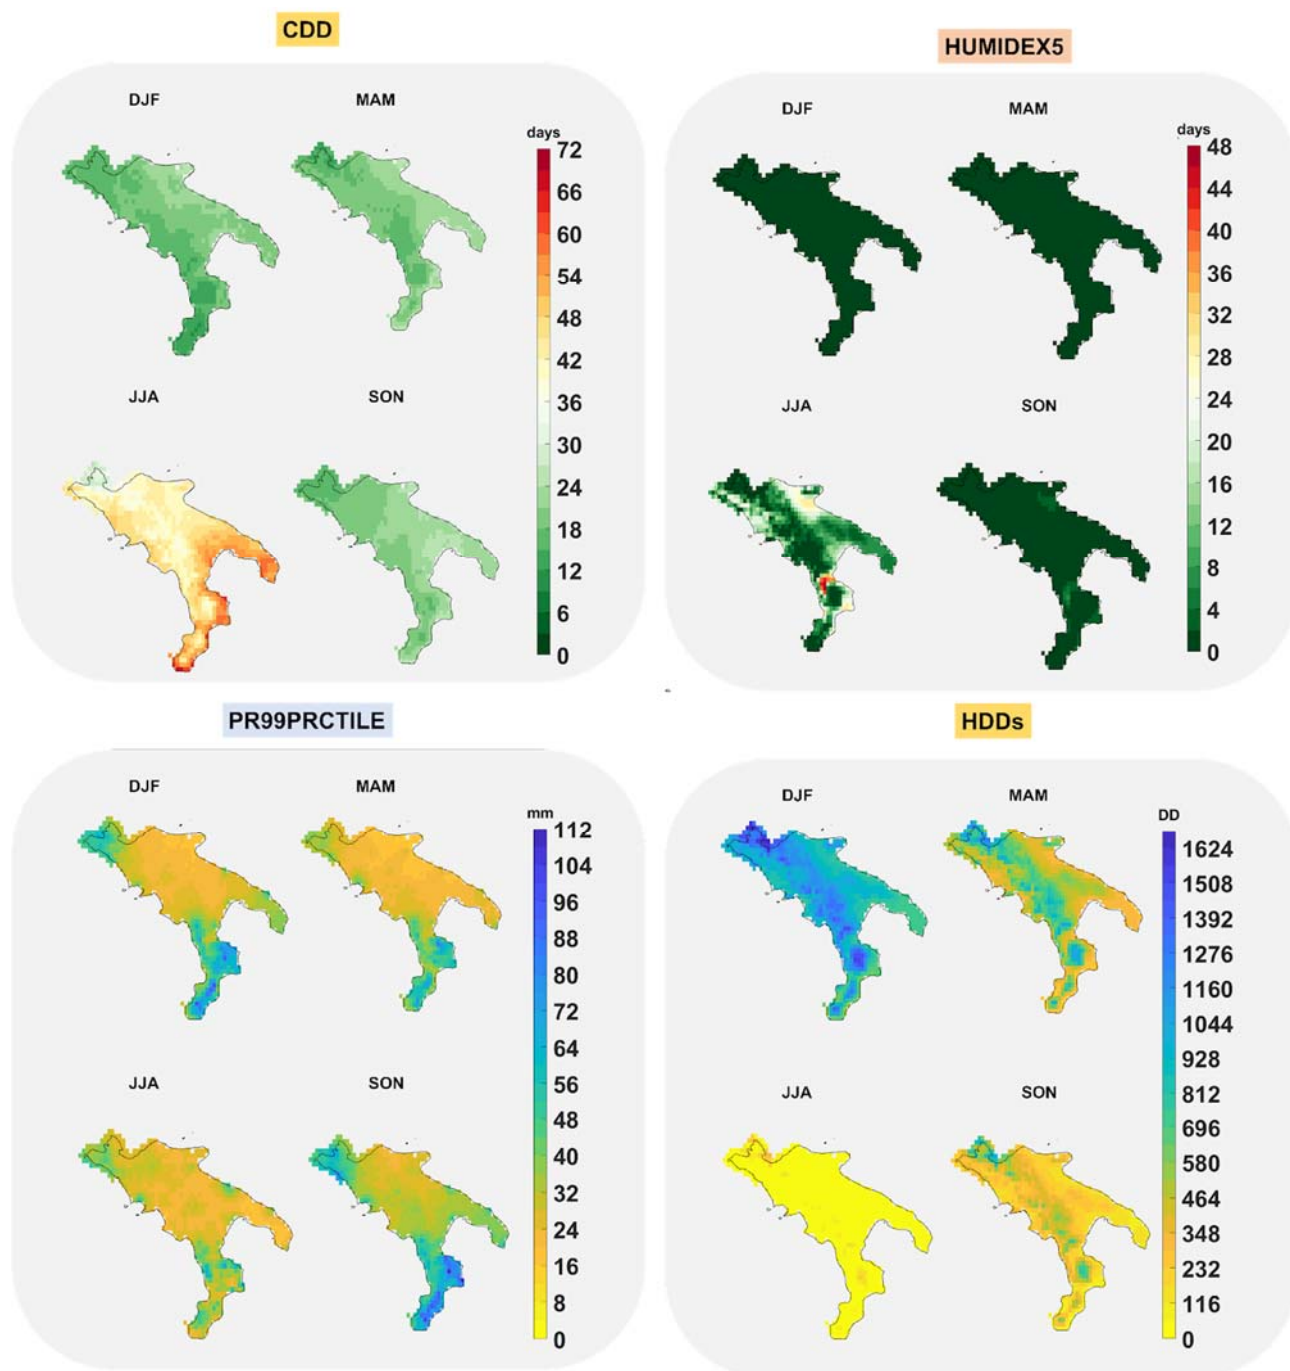 CDD
DJF
MAM
days
72
66
60
54
48
42
36
30
24
18
12
6
0
JJA
SON
HUMIDEX5
DJF
MAM
days
48
44
40
36
32
28
24
20
16
12
8
4
0
JJA
SON
PR99PRCTILE
DJF
MAM
mm
112
104
96
88
80
72
64
56
48
40
32
24
16
8
0
JJA
SON
HDDs
DJF
MAM
DD
1624
1508
1392
1276
1160
1044
928
812
696
580
464
348
232
116
0
JJA
SON